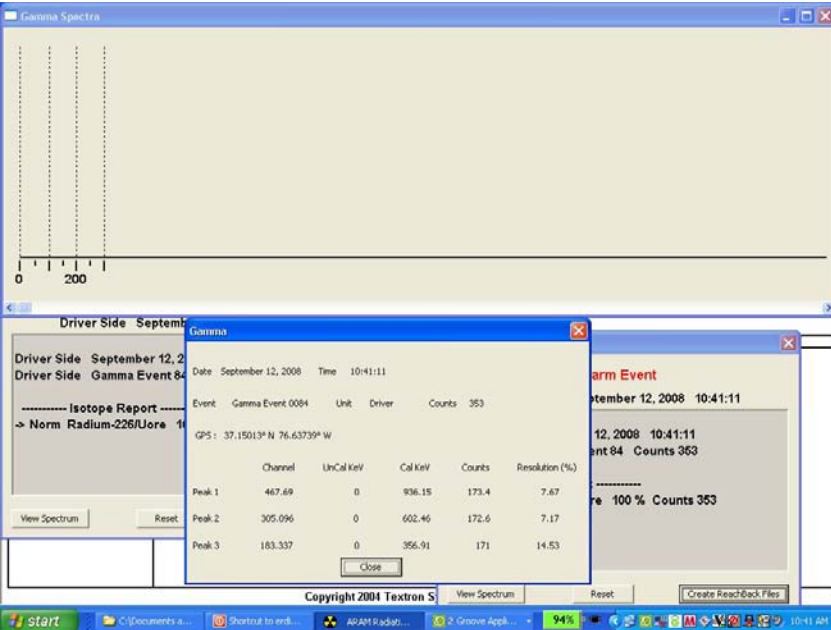 Gamma Spectra
0 200
Driver Side Septemb
Driver Side September 12, 2
Driver Side Gamma Event 84
---------- Isotope Report -----
-> Norm Radium-226/Uore 10
View Spectrum Reset
Gamma
Date September 12, 2008 Time 10:41:11
Event Gamma Event 0084 Unit Driver Counts 353
GPS : 37.15013° N 76.63739° W
Channel UnCal KeV Cal KeV Counts Resolution (%)
Peak 1 467.69 0 936.15 173.4 7.67
Peak 2 305.096 0 602.46 172.6 7.17
Peak 3 183.337 0 356.91 171 14.53
Close
arm Event
tember 12, 2008 10:41:11
12, 2008 10:41:11
ent 84 Counts 353
: ----------
re 100 % Counts 353
View Spectrum Reset Create ReachBack Files
Copyright 2004 Textron S
start C:\Documents a... Shortcut to erdi... ARAM Radiati... 2 Groove Appli... 94% 10:41 AM